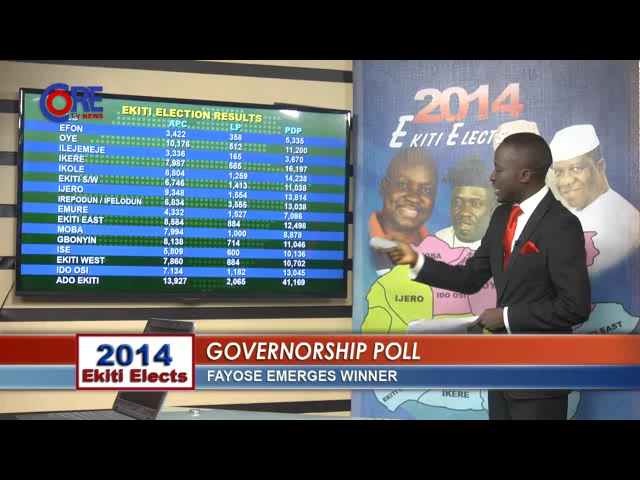 CORE
TV NEWS
EKITI ELECTION RESULTS
APC LP PDP
EFON 3,422 358 5,335
OYE 10,176 512 11,200
ILEJEMEJE 3,336 165 3,670
IKERE 7,987 585 16,197
IKOLE 8,804 1,259 14,238
EKITI S/W 6,746 1,413 11,038
IJERO 9,348 1,554 13,814
IREPODUN / IFELODUN 6,834 3,555 13,038
EMURE 4,332 1,527 7,086
EKITI EAST 8,584 884 12,498
MOBA 7,994 1,000 8,878
GBONYIN 8,138 714 11,046
ISE 5,809 600 10,136
EKITI WEST 7,860 884 10,702
IDO OSI 7.134 1,182 13,045
ADO EKITI 13,927 2,065 41,169
2014
EKITI ELECTS
IJERO
IDO OSI
EAST
IKERE
2014
Ekiti Elects
GOVERNORSHIP POLL
FAYOSE EMERGES WINNER